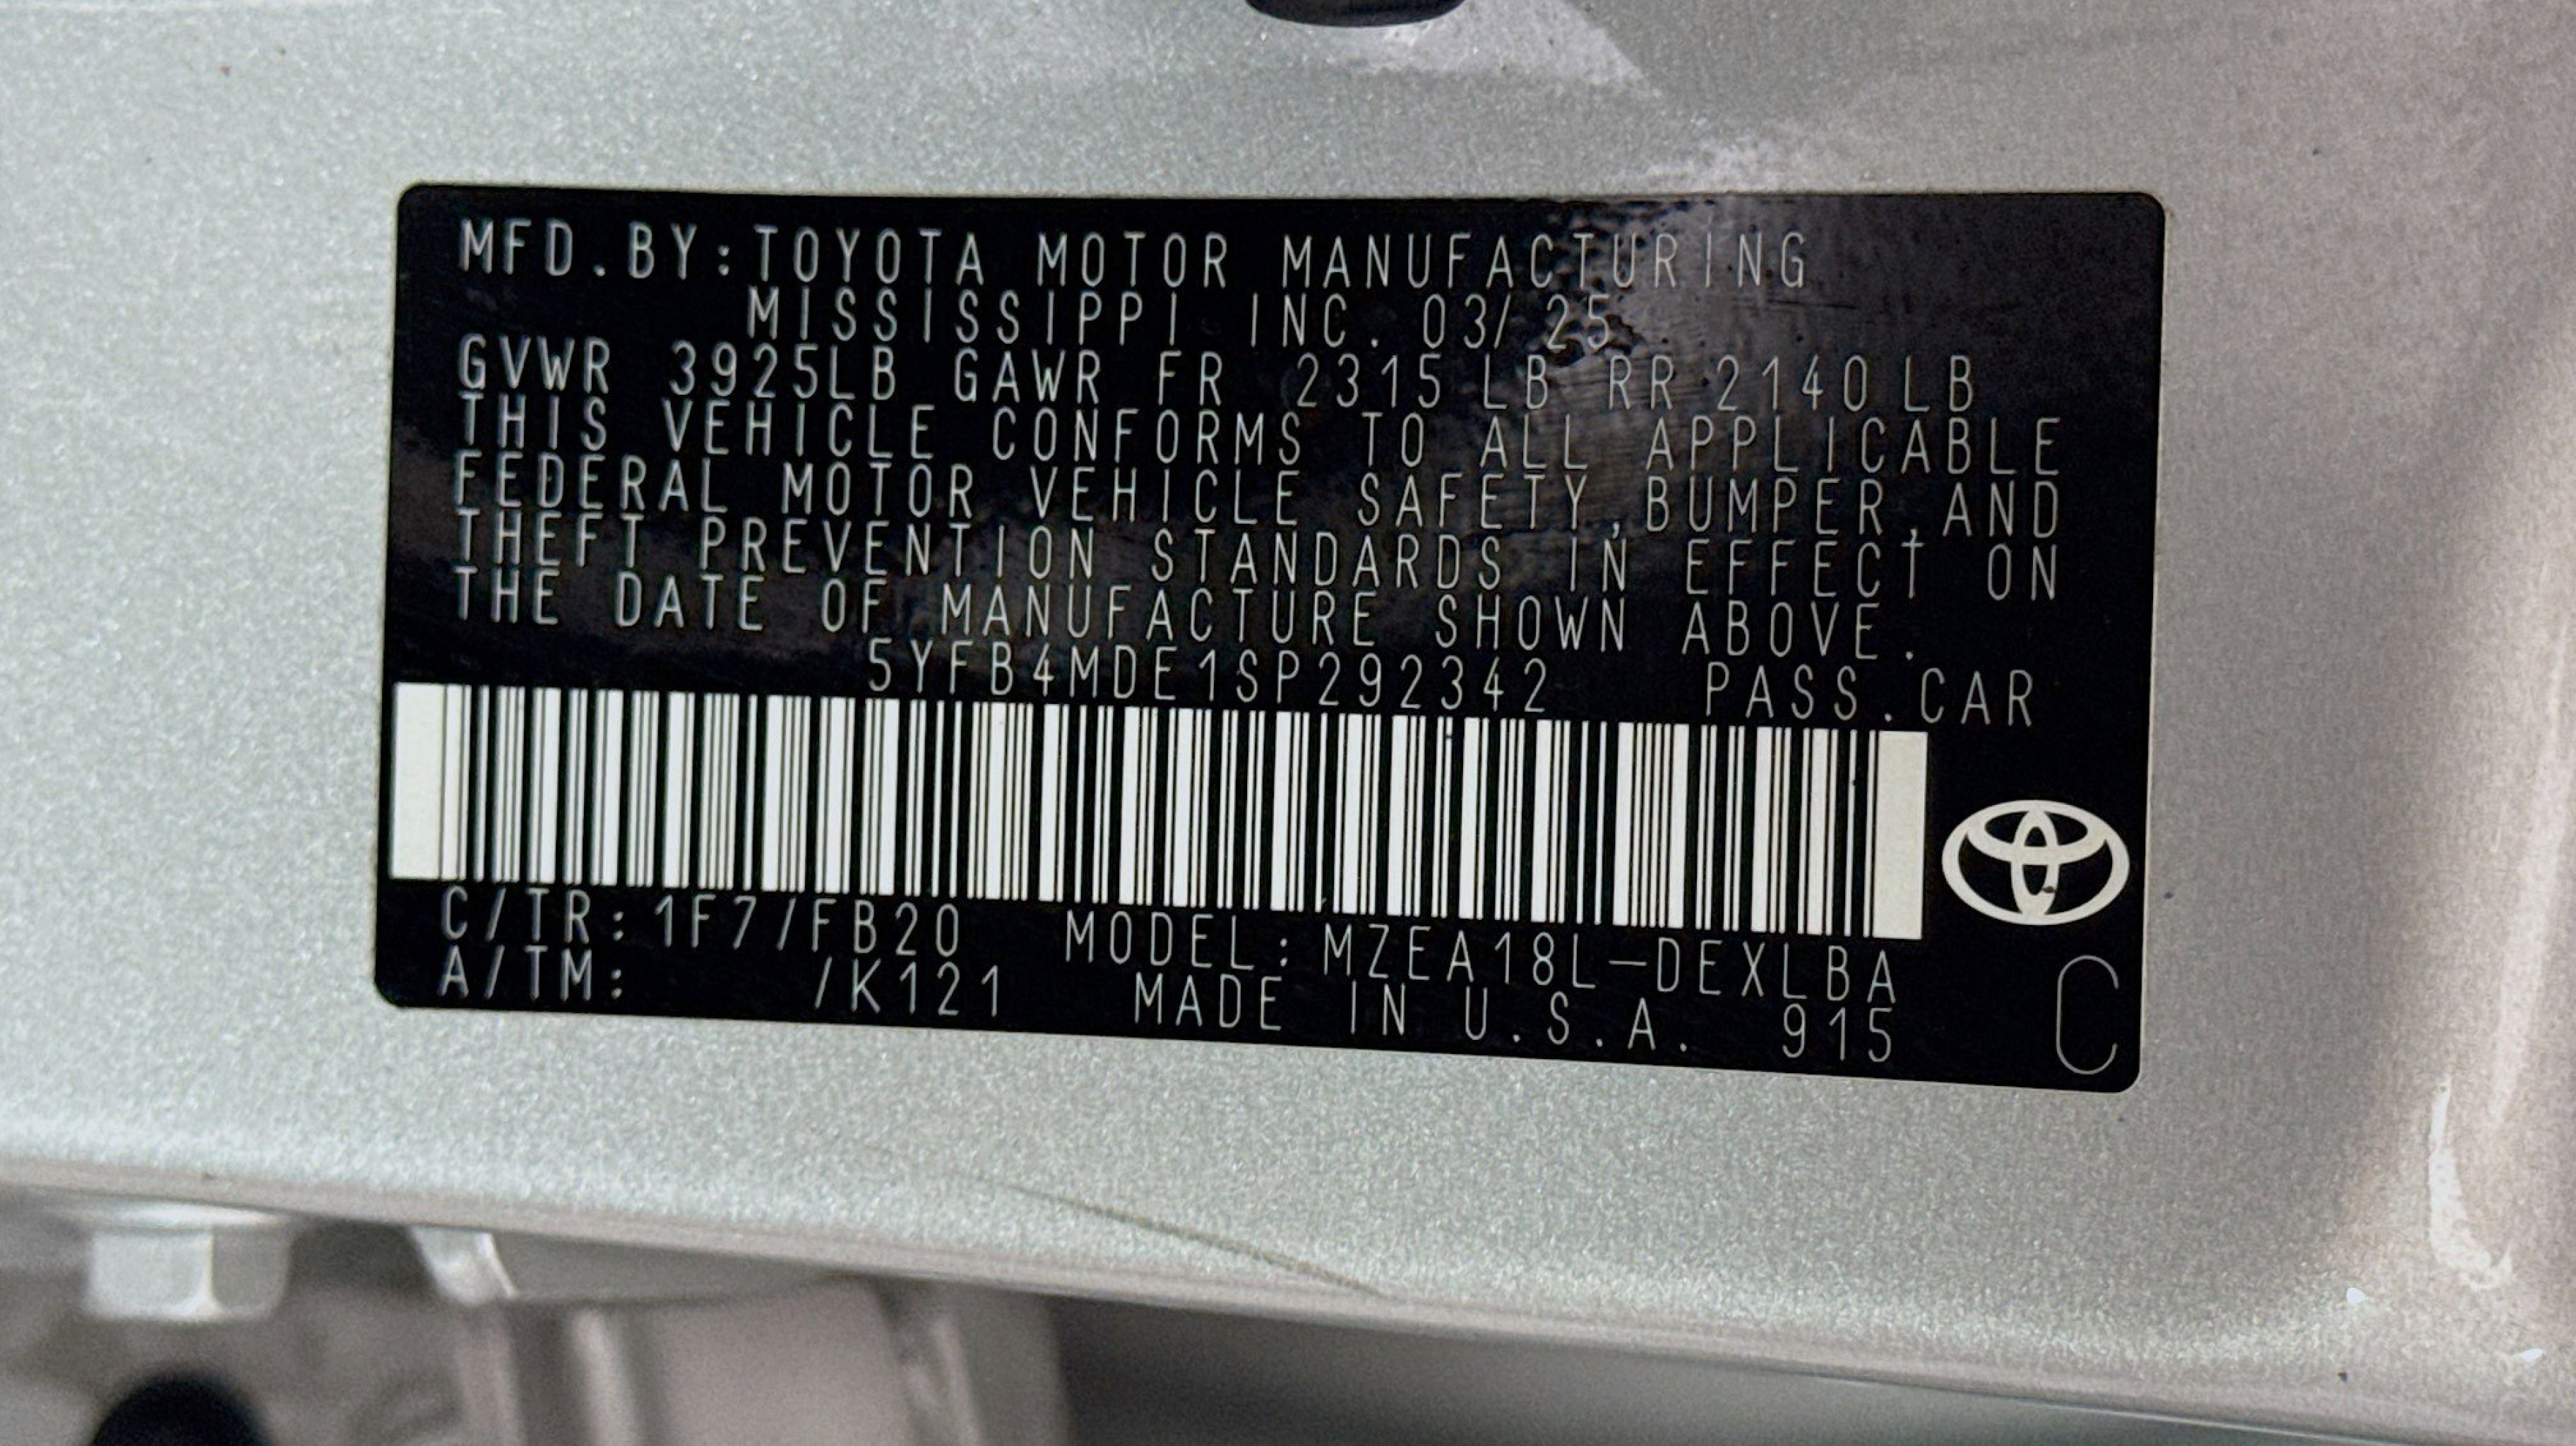 MFD.BY:TOYOTA MOTOR MANUFACTURING
MISSISSIPPI INC. 03/25
GVWR 3925LB GAWR FR 2315LB RR 2140LB
THIS VEHICLE CONFORMS TO ALL APPLICABLE
FEDERAL MOTOR VEHICLE SAFETY,BUMPER,AND
THEFT PREVENTION STANDARDS IN EFFECT ON
THE DATE OF MANUFACTURE SHOWN ABOVE.
5YFB4MDE1SP292342 PASS.CAR
C/TR:1F7/FB20 MODEL:MZEA18L-DEXLBA
A/TM: /K121 MADE IN U.S.A. 915
C